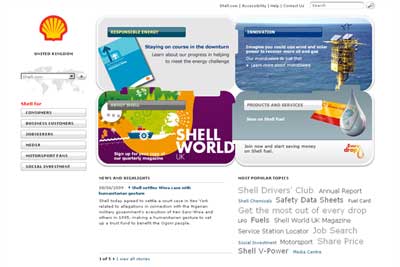 Shell.com | Accessibility | Help | Contact Us
Search
UNITED KINGDOM
Shell.com
Shell for
CONSUMERS
BUSINESS CUSTOMERS
JOBSEEKERS
MEDIA
MOTORSPORT FANS
SOCIAL INVESTMENT
RESPONSIBLE ENERGY
Staying on course in the downturn
Learn about our progress in helping
to meet the energy challenge
INNOVATION
Imagine you could use wind and solar
power to recover more oil and gas
Our monotowers do just that
Learn more about monotowers
ABOUT SHELL
SHELL
WORLD
UK
Sign up for your copy of
our quarterly magazine
PRODUCTS AND SERVICES
Save on Shell Fuel
Join now and start saving money
on Shell fuel.
Every drop
NEWS AND HIGHLIGHTS
08/06/2009 Shell settles Wiwa case with
humanitarian gesture
Shell today agreed to settle a court case in New York
related to allegations in connection with the Nigerian
military government's execution of Ken Saro-Wiwa and
others in 1995, making a humanitarian gesture to set
up a trust fund to benefit the Ogoni people.
1 of 5 View all stories
MOST POPULAR TOPICS
Shell Drivers' Club Annual Report
Shell Chemicals Safety Data Sheets Fuel Card
Get the most out of every drop
Fuels Shell World UK Magazine
Service Station Locator Job Search
Social Investment Motorsport Share Price
Shell V-Power Media Centre